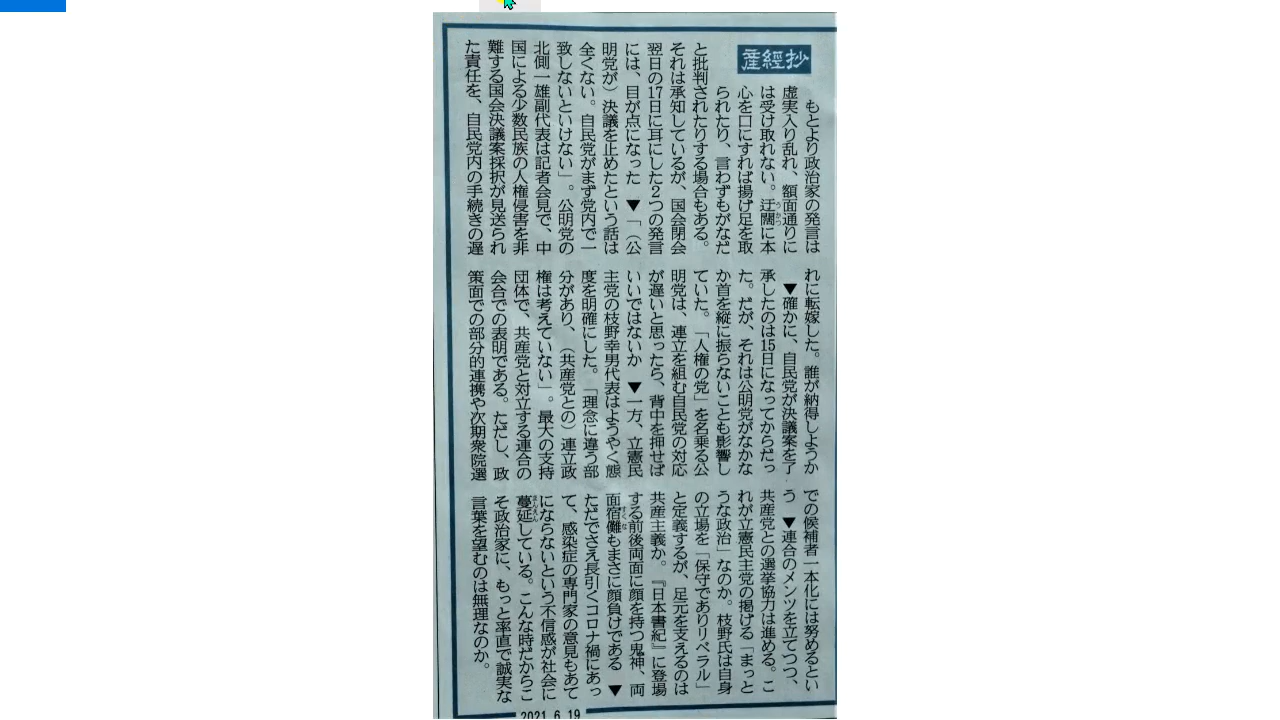 産經抄
もとより政治家の発言は
虚実入り乱れ、額面通りに
は受け取れない。迂闊に本
心を口にすれば揚げ足を取
られたり、言わずもがなだ
と批判されたりする場合もある。
それは承知しているが、国会閉会
翌日の17日に耳にした2つの発言
には、目が点になった ▼「(公
明党が)決議を止めたという話は
全くない。自民党がまず党内で一
致しないといけない」。公明党の
北側一雄副代表は記者会見で、中
国による少数民族の人権侵害を非
難する国会決議案採択が見送られ
た責任を、自民党内の手続きの遅
れに転嫁した。誰が納得しようか
▼確かに、自民党が決議案を了
承したのは15日になってからだっ
た。だが、それは公明党がなかな
か首を縦に振らないことも影響し
ていた。「人権の党」を名乗る公
明党は、連立を組む自民党の対応
が遅いと思ったら、背中を押せば
いいではないか ▼一方、立憲民
主党の枝野幸男代表はようやく態
度を明確にした。「理念に違う部
分があり、(共産党との)連立政
権は考えていない」。最大の支持
団体で、共産党と対立する連合の
会合での表明である。ただし、政
策面での部分的連携や次期衆院選
での候補者一本化には努めるとい
う ▼連合のメンツを立てつつ、
共産党との選挙協力は進める。こ
れが立憲民主党の掲げる「まっと
うな政治」なのか。枝野氏は自身
の立場を「保守でありリベラル」
と定義するが、足元を支えるのは
共産主義か。『日本書紀』に登場
する前後両面に顔を持つ鬼神、両
面宿儺もまさに顔負けである ▼
ただでさえ長引くコロナ禍にあっ
て、感染症の専門家の意見もあて
にならないという不信感が社会に
蔓延している。こんな時だからこ
そ政治家に、もっと率直で誠実な
言葉を望むのは無理なのか。
2021.6.19